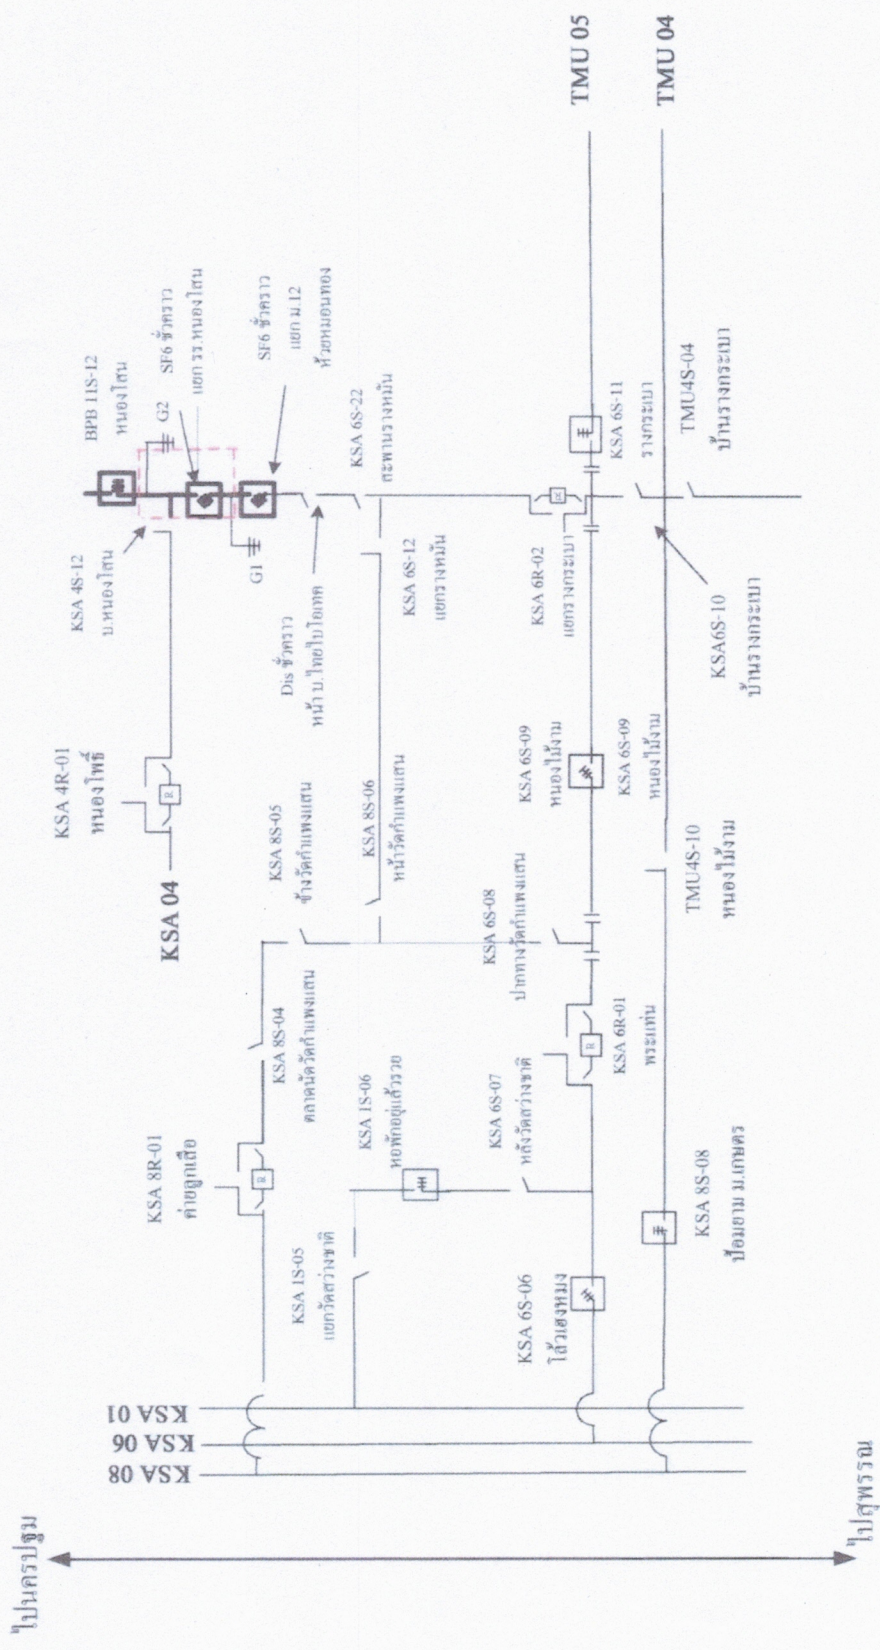 ไปนครปฐม
ไปสุพรรณ
KSA 08
KSA 06
KSA 01
KSA 8R-01
ค่ายลูกเสือ
KSA 1S-05
แยกวัดสว่างชาติ
KSA 8S-04
ตลาดนัดวัดกำแพงแสน
KSA 1S-06
หอพักอยู่แล้วรวย
KSA 6S-07
หลังวัดสว่างชาติ
KSA 6S-06
โล้วเฮงหมง
KSA 8S-08
ป้อมยาม ม.เกษตร
KSA 6R-01
พระแท่น
KSA 04
KSA 4R-01
หนองโพธิ์
KSA 8S-05
ข้างวัดกำแพงแสน
KSA 8S-06
หน้าวัดกำแพงแสน
KSA 6S-08
ปากทางวัดกำแพงแสน
KSA 6S-09
หนองไม้งาม
KSA 6S-09
หนองไม้งาม
TMU4S-10
หนองไม้งาม
KSA 4S-12
บ.หนองโสน
BPB 11S-12
หนองโสน
G2
SF6 ชั่วคราว
แยก รร.หนองโสน
SF6 ชั่วคราว
แยก ม.12
ห้วยหมอนทอง
G1
Dis ชั่วคราว
หน้า บ.ไทยไบโอเทค
KSA 6S-22
สะพานรางหมัน
KSA 6S-12
แยกรางหมัน
KSA 6R-02
แยกรางกระเบา
KSA 6S-11
รางกระเบา
TMU4S-04
บ้านรางกระเบา
KSA6S-10
บ้านรางกระเบา
R
R
R
R
TMU 05
TMU 04